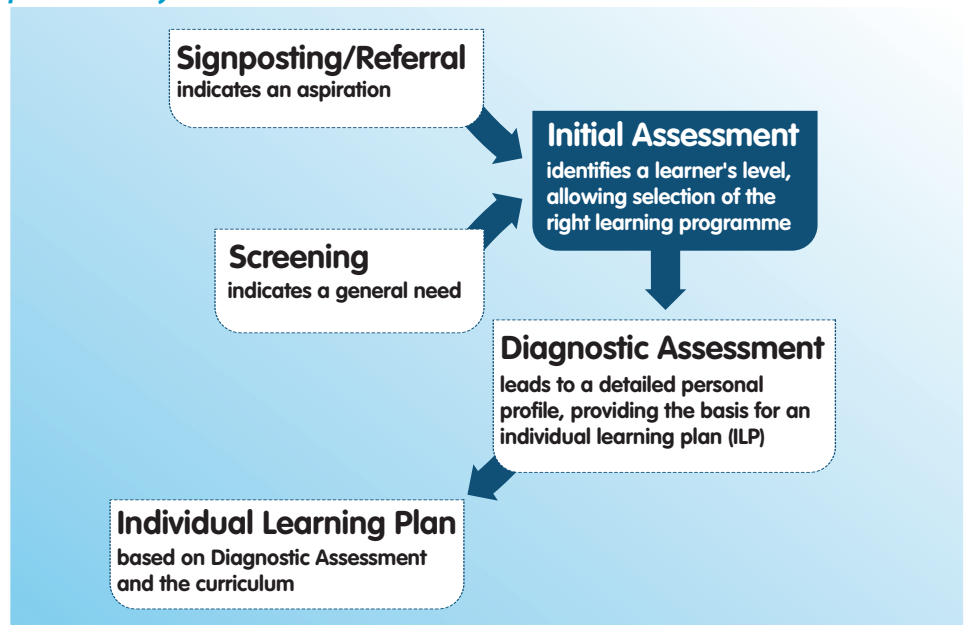 Signposting/Referral
indicates an aspiration
Initial Assessment
identifies a learner's level,
allowing selection of the
right learning programme
Screening
indicates a general need
Diagnostic Assessment
leads to a detailed personal
profile, providing the basis for an
individual learning plan (ILP)
Individual Learning Plan
based on Diagnostic Assessment
and the curriculum